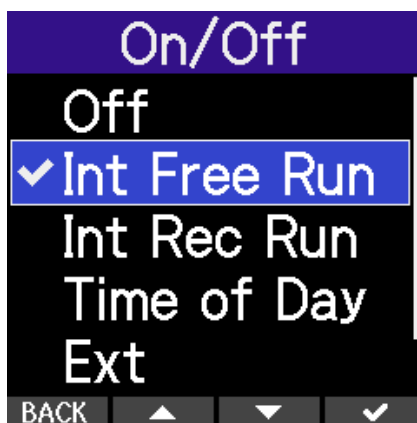 On/Off
Off
Int Free Run
Int Rec Run
Time of Day
Ext
BACK